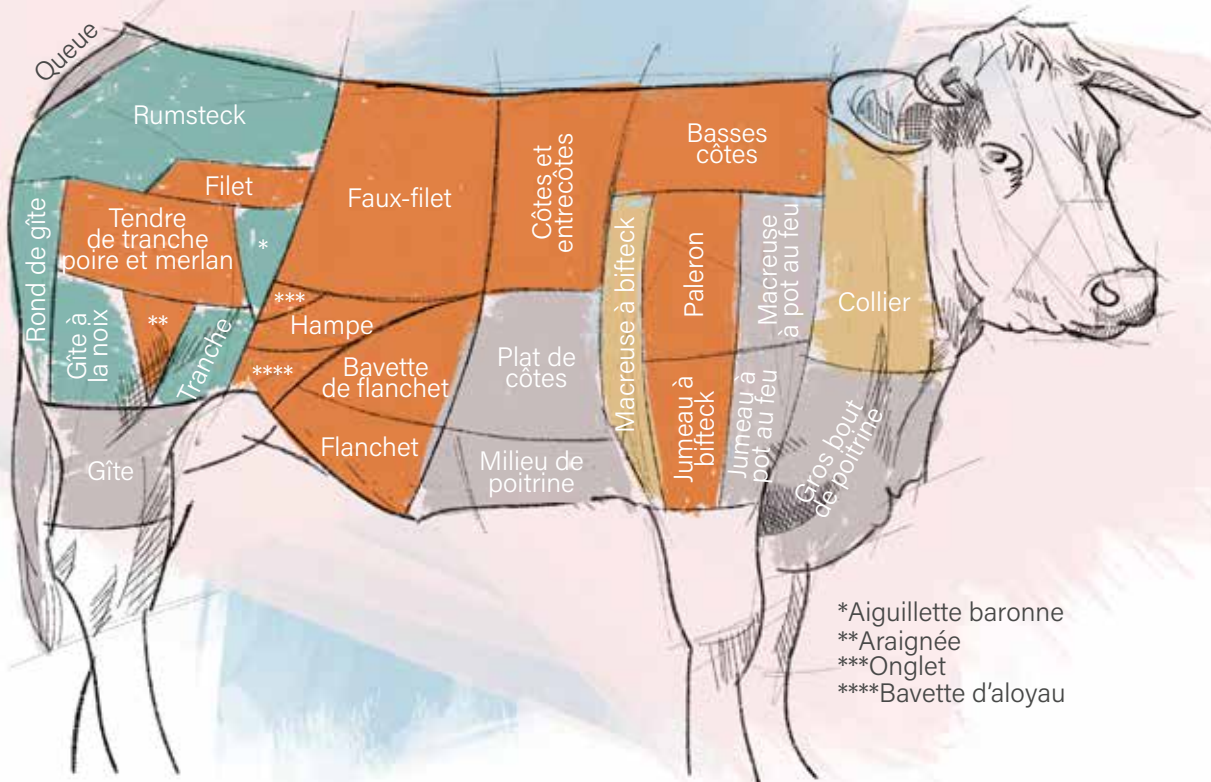 Queue
Rumsteck
Filet
Tendre
de tranche
poire et merlan
*
Rond de gîte
Gîte à
la noix
**
Tranche
Gîte
Faux-filet
***
Hampe
****
Bavette
de flanchet
Flanchet
Côtes et
entrecôtes
Plat de
côtes
Milieu de
poitrine
Basses
côtes
Macreuse à bifteck
Paleron
Macreuse
à pot au feu
Jumeau à
bifteck
Jumeau à
pot au feu
Collier
Gros bout
de poitrine
*Aiguillette baronne
**Araignée
***Onglet
****Bavette d'aloyau